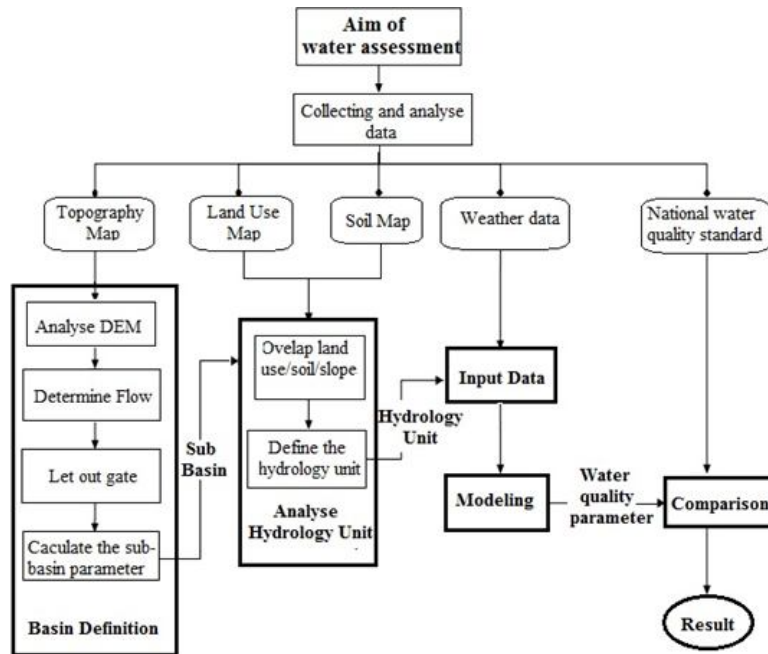 Aim of
water assessment
Collecting and analyse
data
Topography
Map
Land Use
Map
Soil Map
Weather data
National water
quality standard
Analyse DEM
Determine Flow
Let out gate
Caculate the sub-
basin parameter
Basin Definition
Sub
Basin
Ovelap land
use/soil/slope
Define the
hydrology unit
Analyse
Hydrology Unit
Hydrology
Unit
Input Data
Modeling
Water
quality
parameter
Comparison
Result